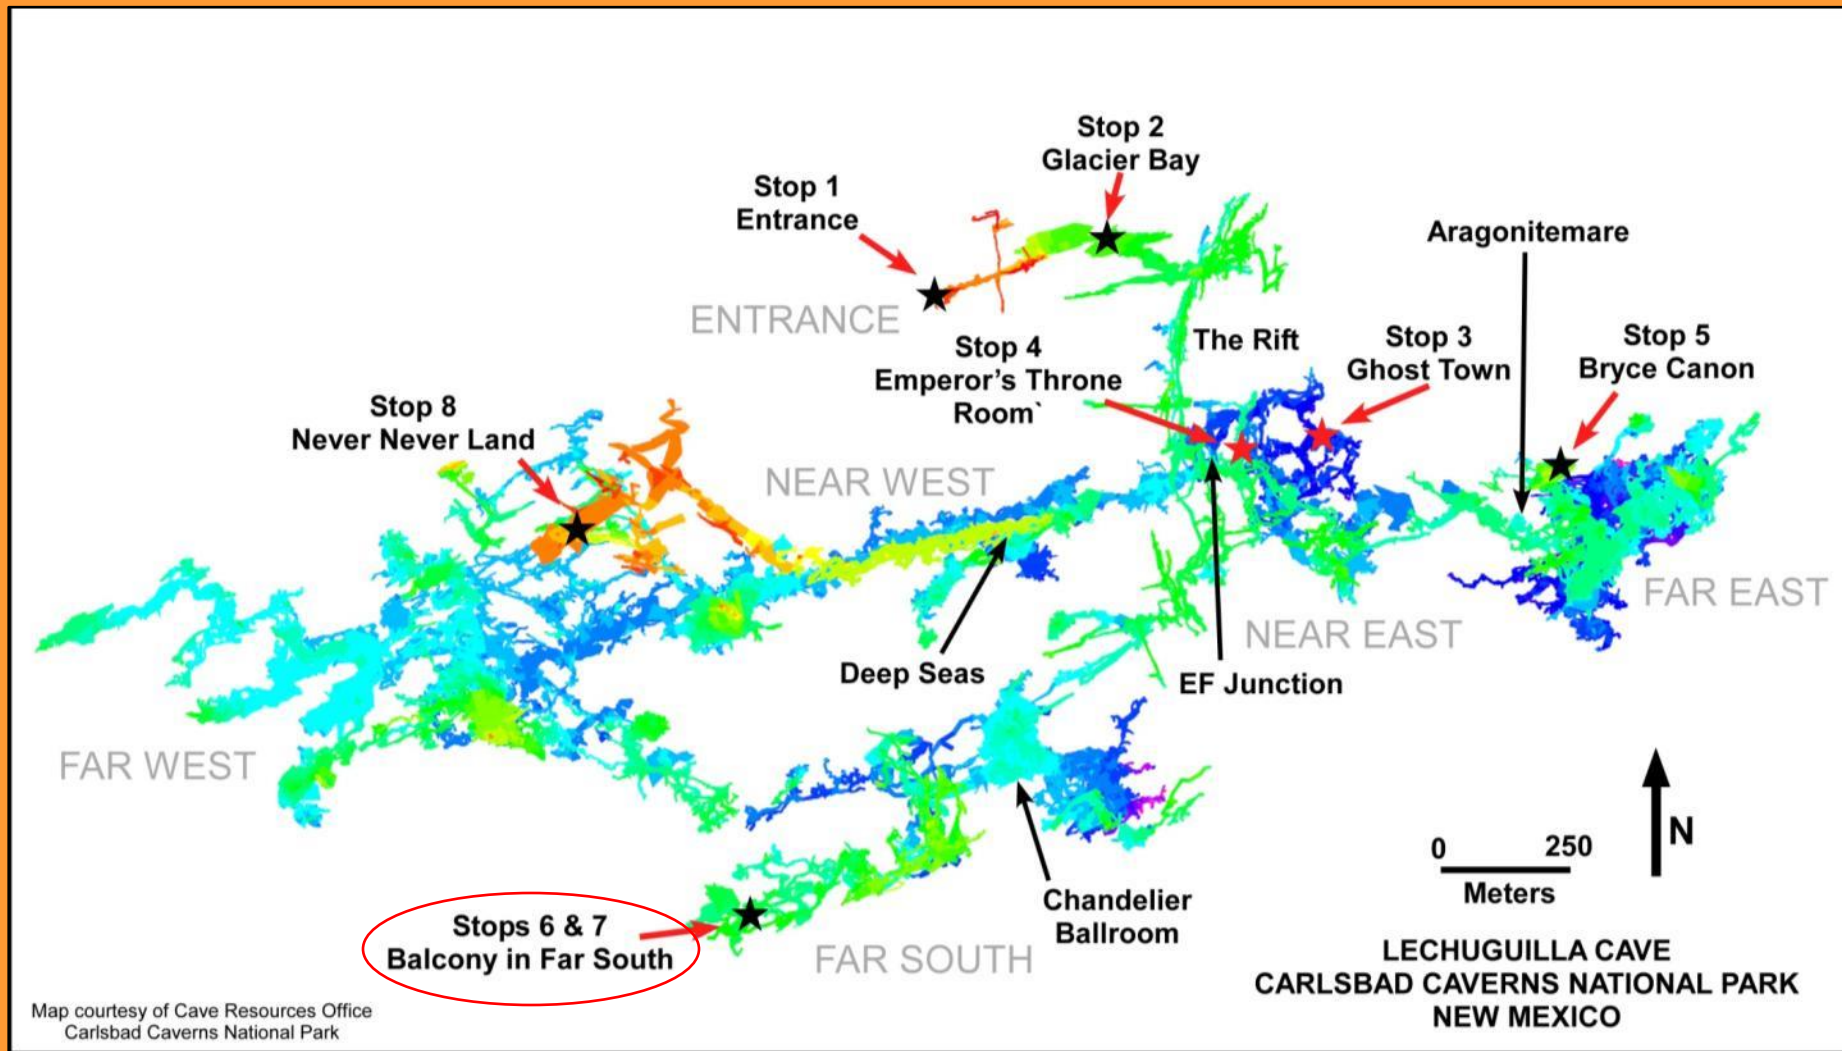 Stop 2
Glacier Bay
Stop 1
Entrance
Aragonitemare
ENTRANCE
The Rift
Stop 3
Ghost Town
Stop 5
Bryce Canon
Stop 4
Emperor's Throne
Room`
Stop 8
Never Never Land
NEAR WEST
FAR EAST
NEAR EAST
Deep Seas
EF Junction
FAR WEST
Chandelier
Ballroom
Stops 6 & 7
Balcony in Far South
FAR SOUTH
N
0 250
Meters
LECHUGUILLA CAVE
CARLSBAD CAVERNS NATIONAL PARK
NEW MEXICO
Map courtesy of Cave Resources Office
Carlsbad Caverns National Park